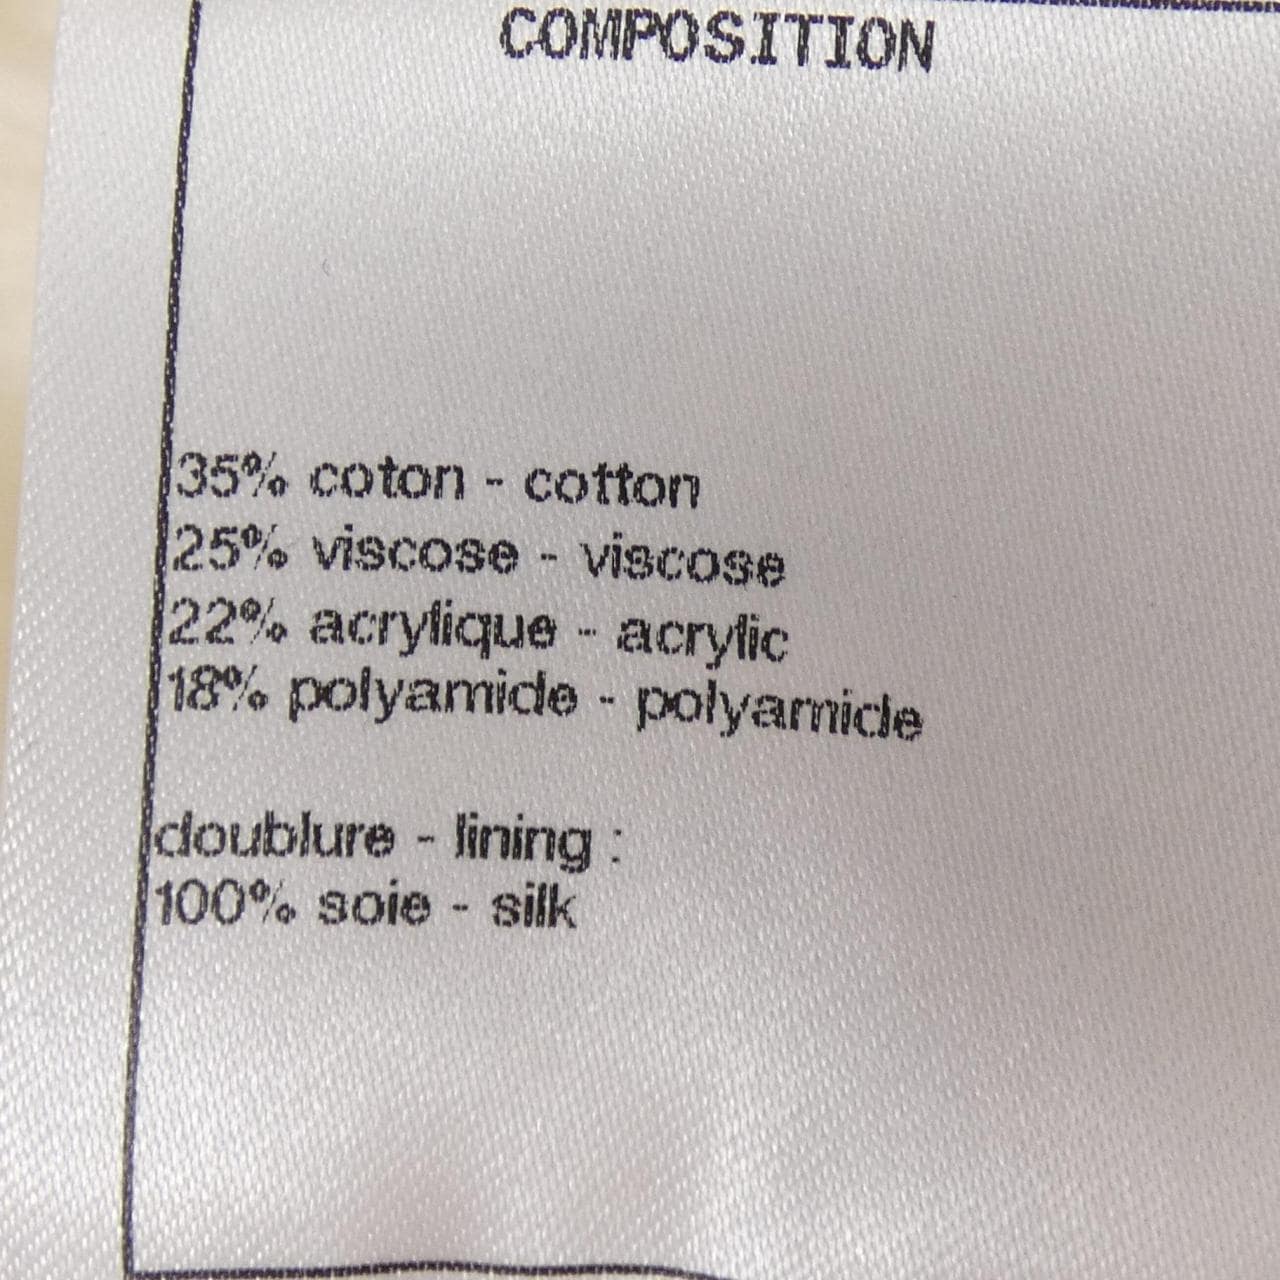 COMPOSITION
35% coton - cotton
25% viscose - viscose
22% acrylique - acrylic
18% polyamide - polyamide
doublure - lining :
100% soie - silk